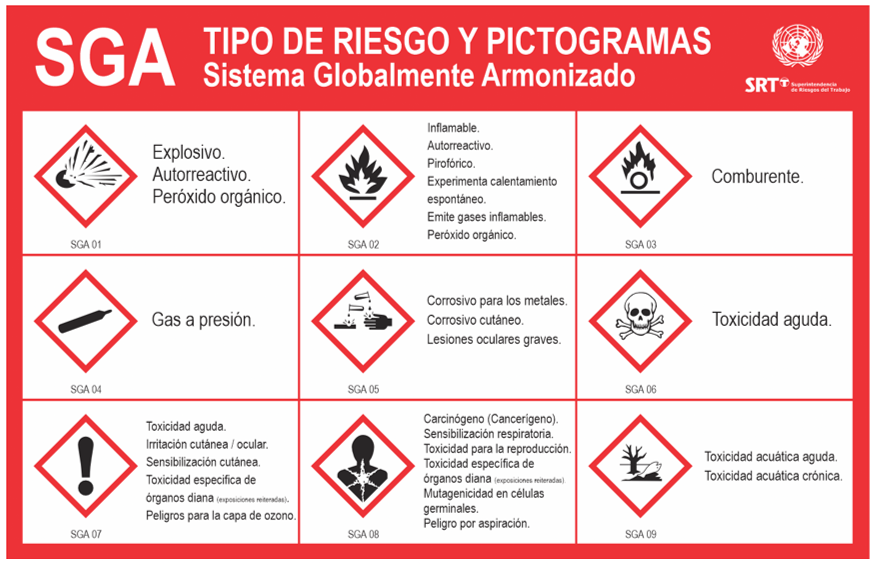 SGA
TIPO DE RIESGO Y PICTOGRAMAS
Sistema Globalmente Armonizado
SRT
Superintendencia
de Riesgos del Trabajo
Explosivo.
Autorreactivo.
Peróxido orgánico.
SGA 01
Inflamable.
Autorreactivo.
Pirofórico.
Experimenta calentamiento
espontáneo.
Emite gases inflamables.
Peróxido orgánico.
SGA 02
Comburente.
SGA 03
Gas a presión.
SGA 04
Corrosivo para los metales.
Corrosivo cutáneo.
Lesiones oculares graves.
SGA 05
Toxicidad aguda.
SGA 06
Toxicidad aguda.
Irritación cutánea / ocular.
Sensibilización cutánea.
Toxicidad específica de
órganos diana (exposiciones reiteradas).
Peligros para la capa de ozono.
SGA 07
Carcinógeno (Cancerígeno).
Sensibilización respiratoria.
Toxicidad para la reproducción.
Toxicidad específica de
órganos diana (exposiciones reiteradas)
Mutagenicidad en células
germinales.
Peligro por aspiración.
SGA 08
Toxicidad acuática aguda.
Toxicidad acuática crónica.
SGA 09